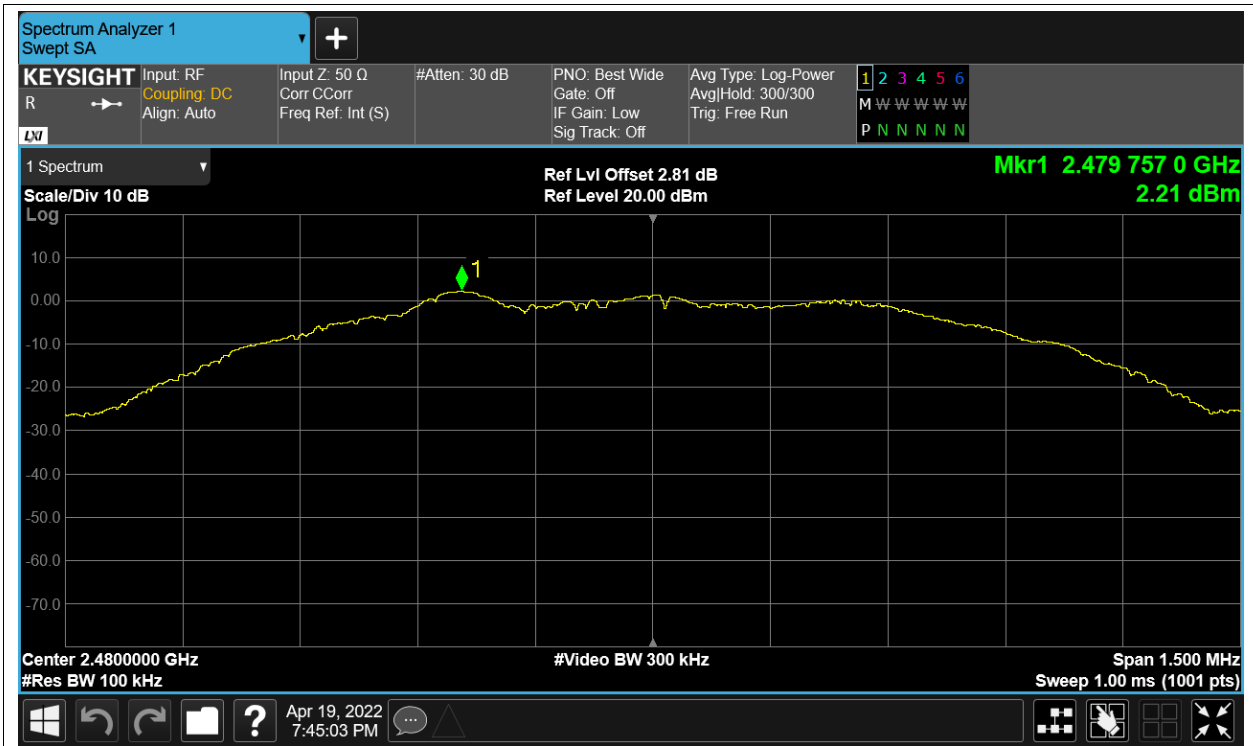 Spectrum Analyzer 1
Swept SA
KEYSIGHT
R
LXI
Input: RF
Coupling: DC
Align: Auto
Input Z: 50 Ω
Corr CCorr
Freq Ref: Int (S)
#Atten: 30 dB
PNO: Best Wide
Gate: Off
IF Gain: Low
Sig Track: Off
Avg Type: Log-Power
Avg|Hold: 300/300
Trig: Free Run
1 2 3 4 5 6
M W W W W W W
P N N N N N N
1 Spectrum
Scale/Div 10 dB
Log
Ref Lvl Offset 2.81 dB
Ref Level 20.00 dBm
Mkr1 2.479 757 0 GHz
2.21 dBm
1
10.0
0.00
-10.0
-20.0
-30.0
-40.0
-50.0
-60.0
-70.0
Center 2.4800000 GHz
#Res BW 100 kHz
#Video BW 300 kHz
Span 1.500 MHz
Sweep 1.00 ms (1001 pts)
?
Apr 19, 2022
7:45:03 PM